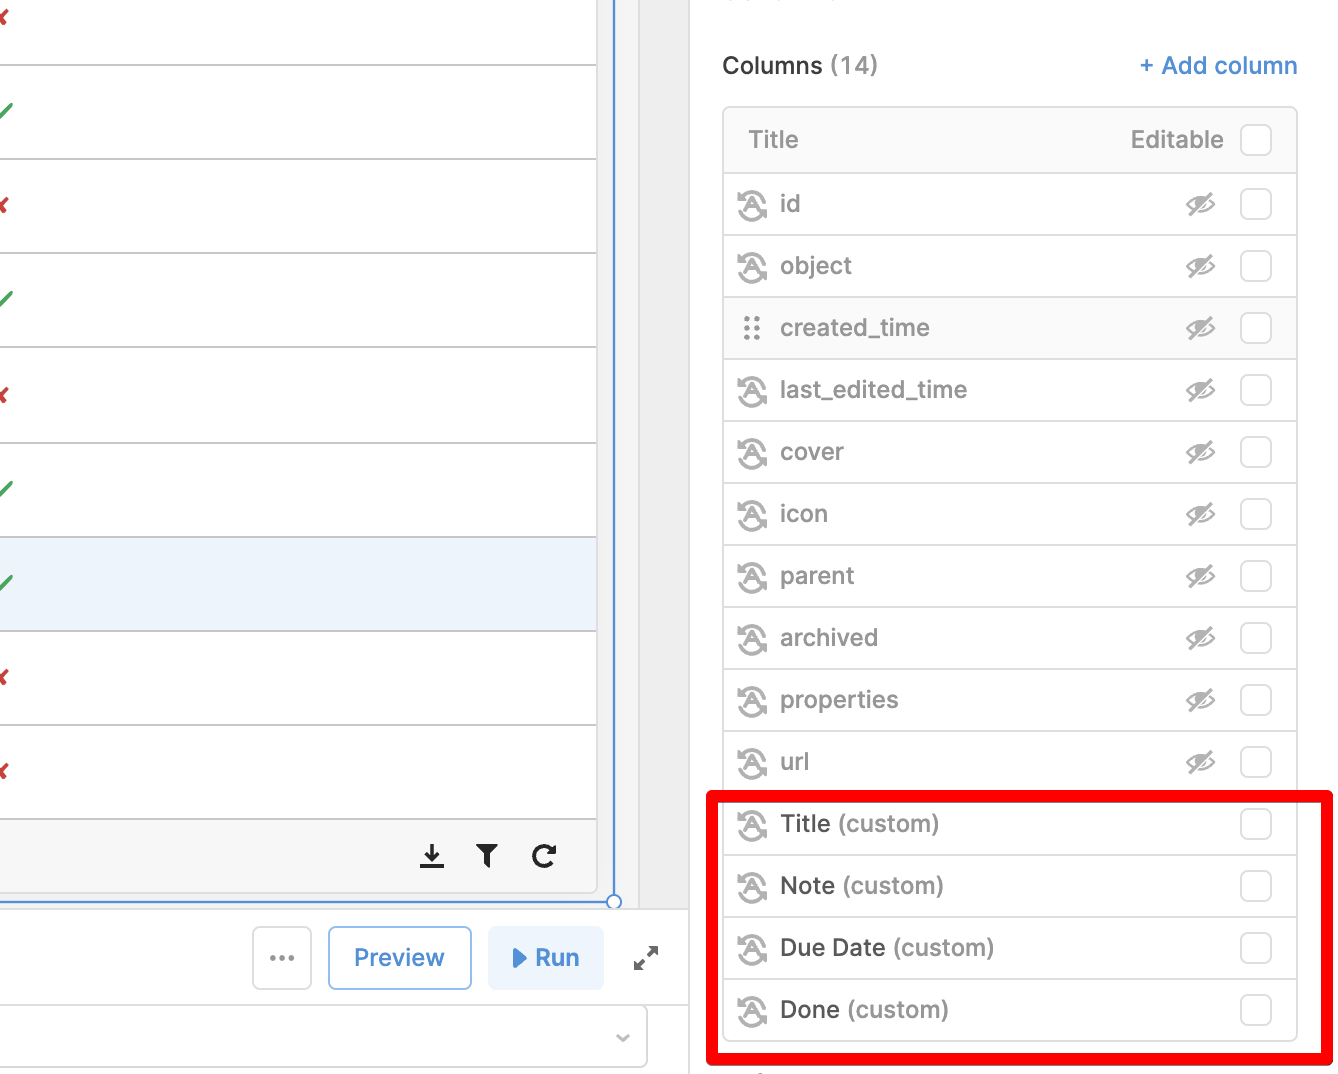 Columns (14)
+ Add column
Title
Editable
id
object
created_time
last_edited_time
cover
icon
parent
archived
properties
url
Title (custom)
Note (custom)
Due Date (custom)
Done (custom)
Preview
Run